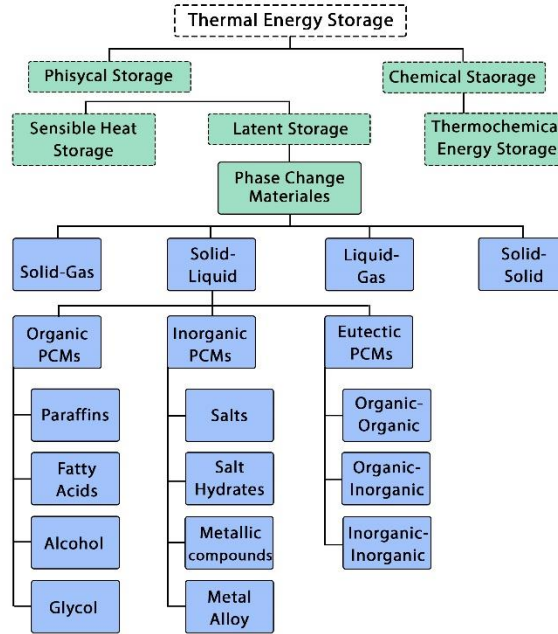 Thermal Energy Storage
Phisycal Storage
Chemical Staorage
Sensible Heat
Storage
Latent Storage
Thermochemical
Energy Storage
Phase Change
Materiales
Solid-Gas
Solid-
Liquid
Liquid-
Gas
Solid-
Solid
Organic
PCMs
Inorganic
PCMs
Eutectic
PCMs
Paraffins
Salts
Organic-
Organic
Fatty
Acids
Salt
Hydrates
Organic-
Inorganic
Alcohol
Metallic
compounds
Inorganic-
Inorganic
Glycol
Metal
Alloy